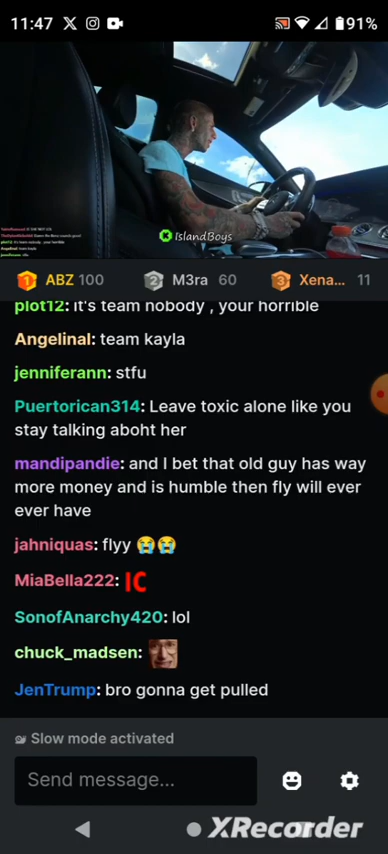 11:47
91%
IslandBoys
1 ABZ 100 2 M3ra 60 3 Xena... 11
plot12: it's team nobody , your horrible
Angelinal: team kayla
jenniferann: stfu
Puertorican314: Leave toxic alone like you
stay talking aboht her
mandipandie: and I bet that old guy has way
more money and is humble then fly will ever
ever have
jahniquas: flyy 😭😭
MiaBella222: IC
SonofAnarchy420: lol
chuck_madsen:
JenTrump: bro gonna get pulled
Slow mode activated
Send message...
XRecorder